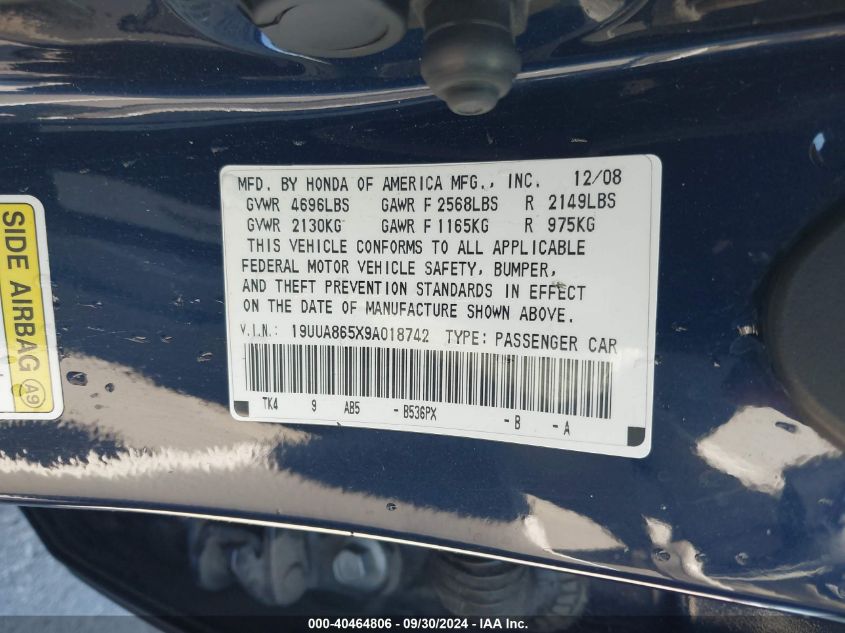 MFD. BY HONDA OF AMERICA MFG., INC. 12/08
GVWR 4696LBS GAWR F 2568LBS R 2149LBS
GVWR 2130KG GAWR F 1165KG R 975KG
THIS VEHICLE CONFORMS TO ALL APPLICABLE
FEDERAL MOTOR VEHICLE SAFETY, BUMPER,
AND THEFT PREVENTION STANDARDS IN EFFECT
ON THE DATE OF MANUFACTURE SHOWN ABOVE.
V.I.N.: 19UUA865X9A018742 TYPE: PASSENGER CAR
TK4 9 AB5 - B536PX - B - A
SIDE AIRBAG A9
000-40464806 - 09/30/2024 - IAA, Inc.